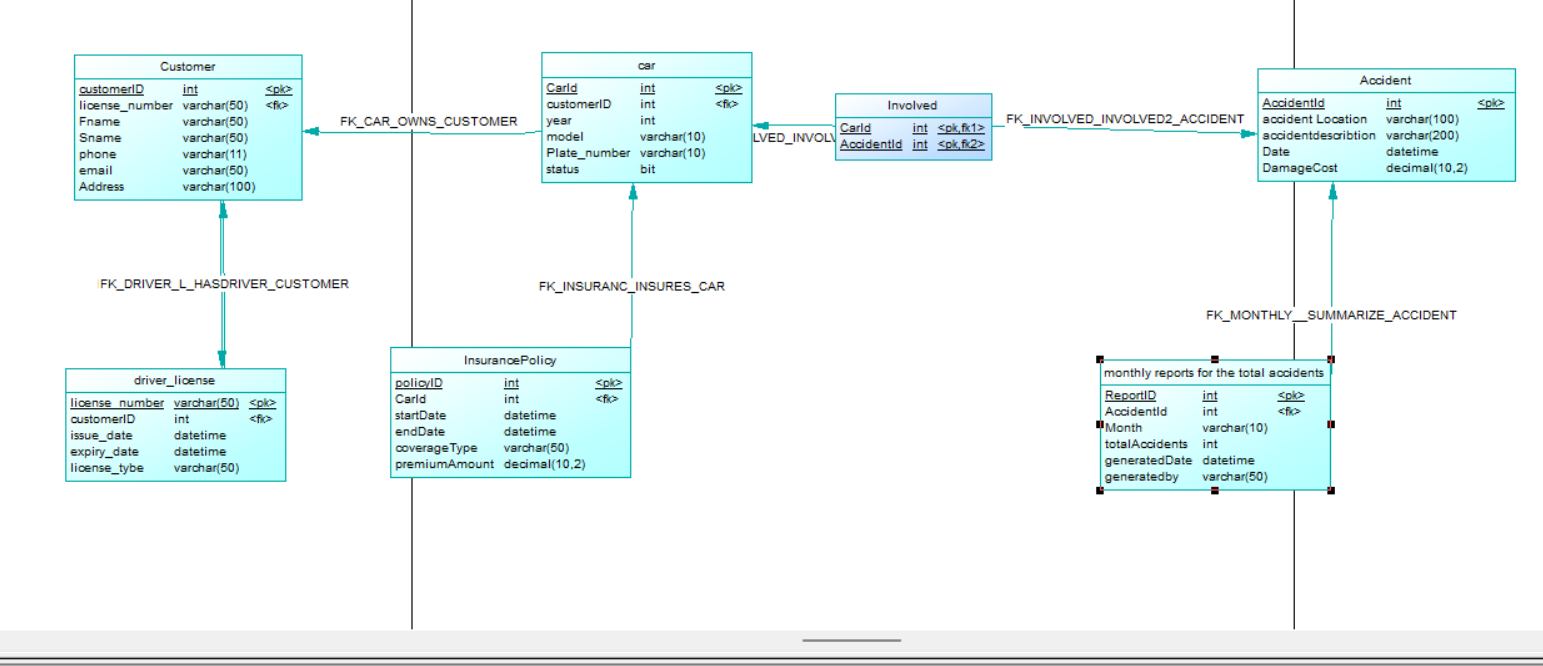 Customer
customerID int <pk>
license_number varchar(50) <fk>
Fname varchar(50)
Sname varchar(50)
phone varchar(11)
email varchar(50)
Address varchar(100)
FK_CAR_OWNS_CUSTOMER
car
CarId int <pk>
customerID int <fk>
year int
model varchar(10)
Plate_number varchar(10)
status bit
LVED_INVOLV
Involved
CarId int <pk,fk1>
AccidentId int <pk,fk2>
FK_INVOLVED_INVOLVED2_ACCIDENT
Accident
AccidentId int <pk>
accident Location varchar(100)
accidentdescribtion varchar(200)
Date datetime
DamageCost decimal(10,2)
FK_DRIVER_L_HASDRIVER_CUSTOMER
FK_INSURANC_INSURES_CAR
FK_MONTHLY__SUMMARIZE_ACCIDENT
driver_license
license_number varchar(50) <pk>
customerID int <fk>
issue_date datetime
expiry_date datetime
license_tybe varchar(50)
InsurancePolicy
policyID int <pk>
CarId int <fk>
startDate datetime
endDate datetime
coverageType varchar(50)
premiumAmount decimal(10,2)
monthly reports for the total accidents
ReportID int <pk>
AccidentId int <fk>
Month varchar(10)
totalAccidents int
generatedDate datetime
generatedby varchar(50)